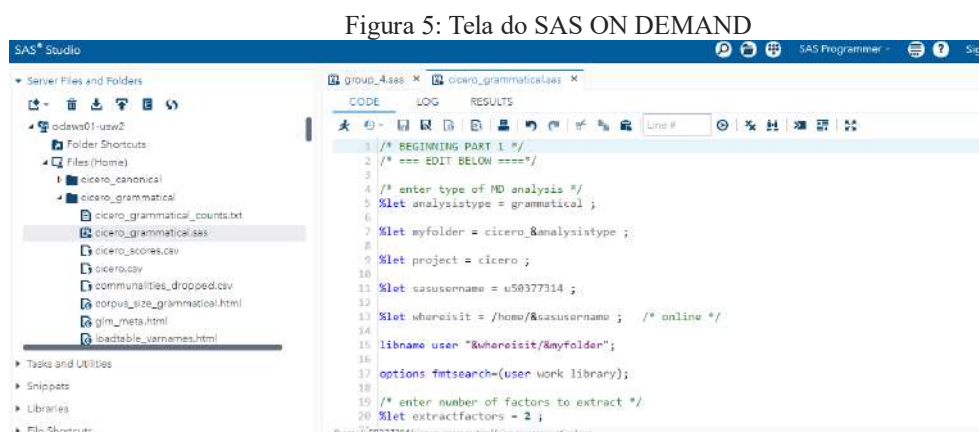 Figura 5: Tela do SAS ON DEMAND
SAS® Studio
SAS Programmer
Sig
Server Files and Folders
odaws01-usw2
Folder Shortcuts
Files (Home)
cicero_canonical
cicero_grammatical
cicero_grammatical_counts.txt
cicero_grammatical.sas
cicero_scores.csv
cicero.csv
communalities_dropped.csv
corpus_size_grammatical.html
glm_meta.html
loadtable_varnames.html
Tasks and Utilities
Snippets
Libraries
File Shortcuts
group_4.sas
cicero_grammatical.sas
CODE LOG RESULTS
Line #
1 /* BEGINNING PART 1 */
2 /* === EDIT BELOW ====*/
3
4 /* enter type of MD analysis */
5 %let analysistype = grammatical ;
6
7 %let myfolder = cicero_&analysistype ;
8
9 %let project = cicero ;
10
11 %let sasusername = u50377314 ;
12
13 %let whereisit = /home/&sasusername ; /* online */
14
15 libname user "&whereisit/&myfolder";
16
17 options fmtsearch=(user work library);
18
19 /* enter number of factors to extract */
20 %let extractfactors = 2 ;